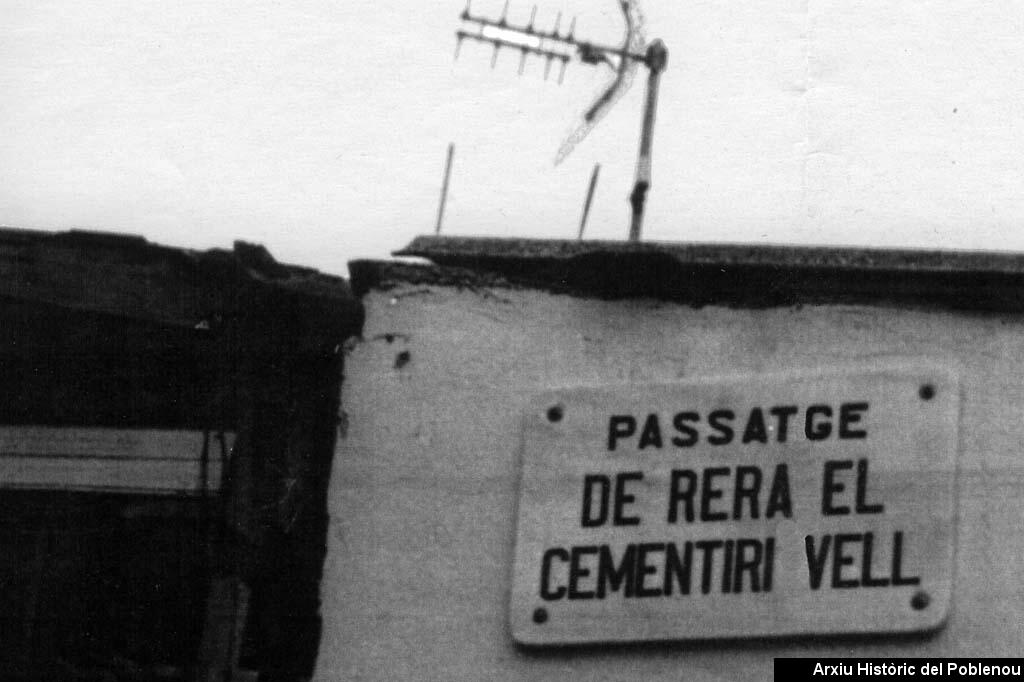 PASSATGE
DE RERA EL
CEMENTIRI VELL
Arxiu Històric del Poblenou